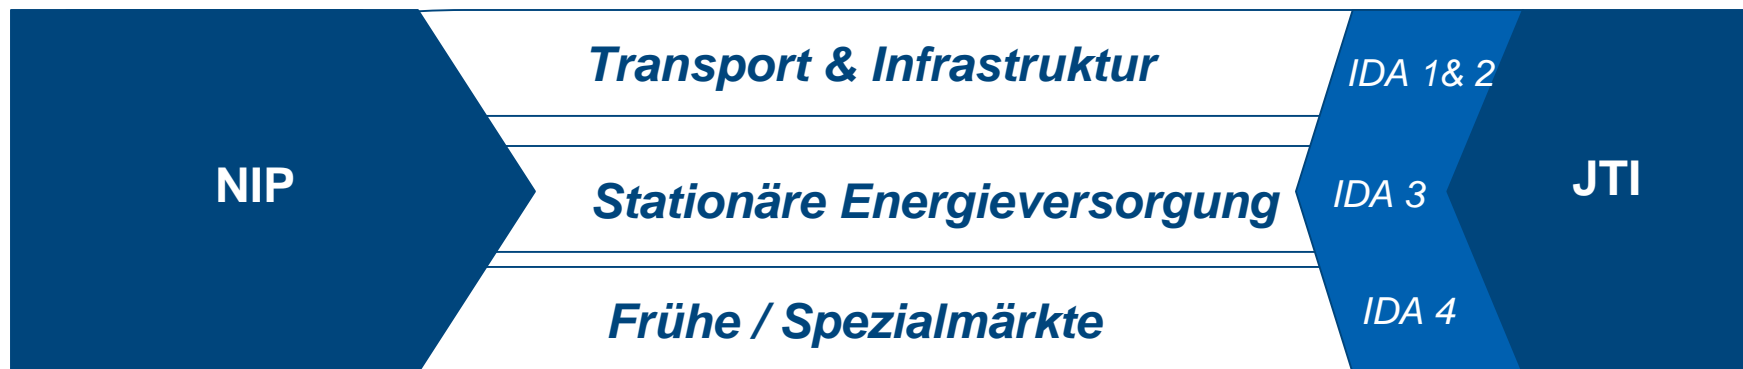 NIP
Transport & Infrastruktur
IDA 1& 2
Stationäre Energieversorgung
IDA 3
JTI
Frühe / Spezialmärkte
IDA 4